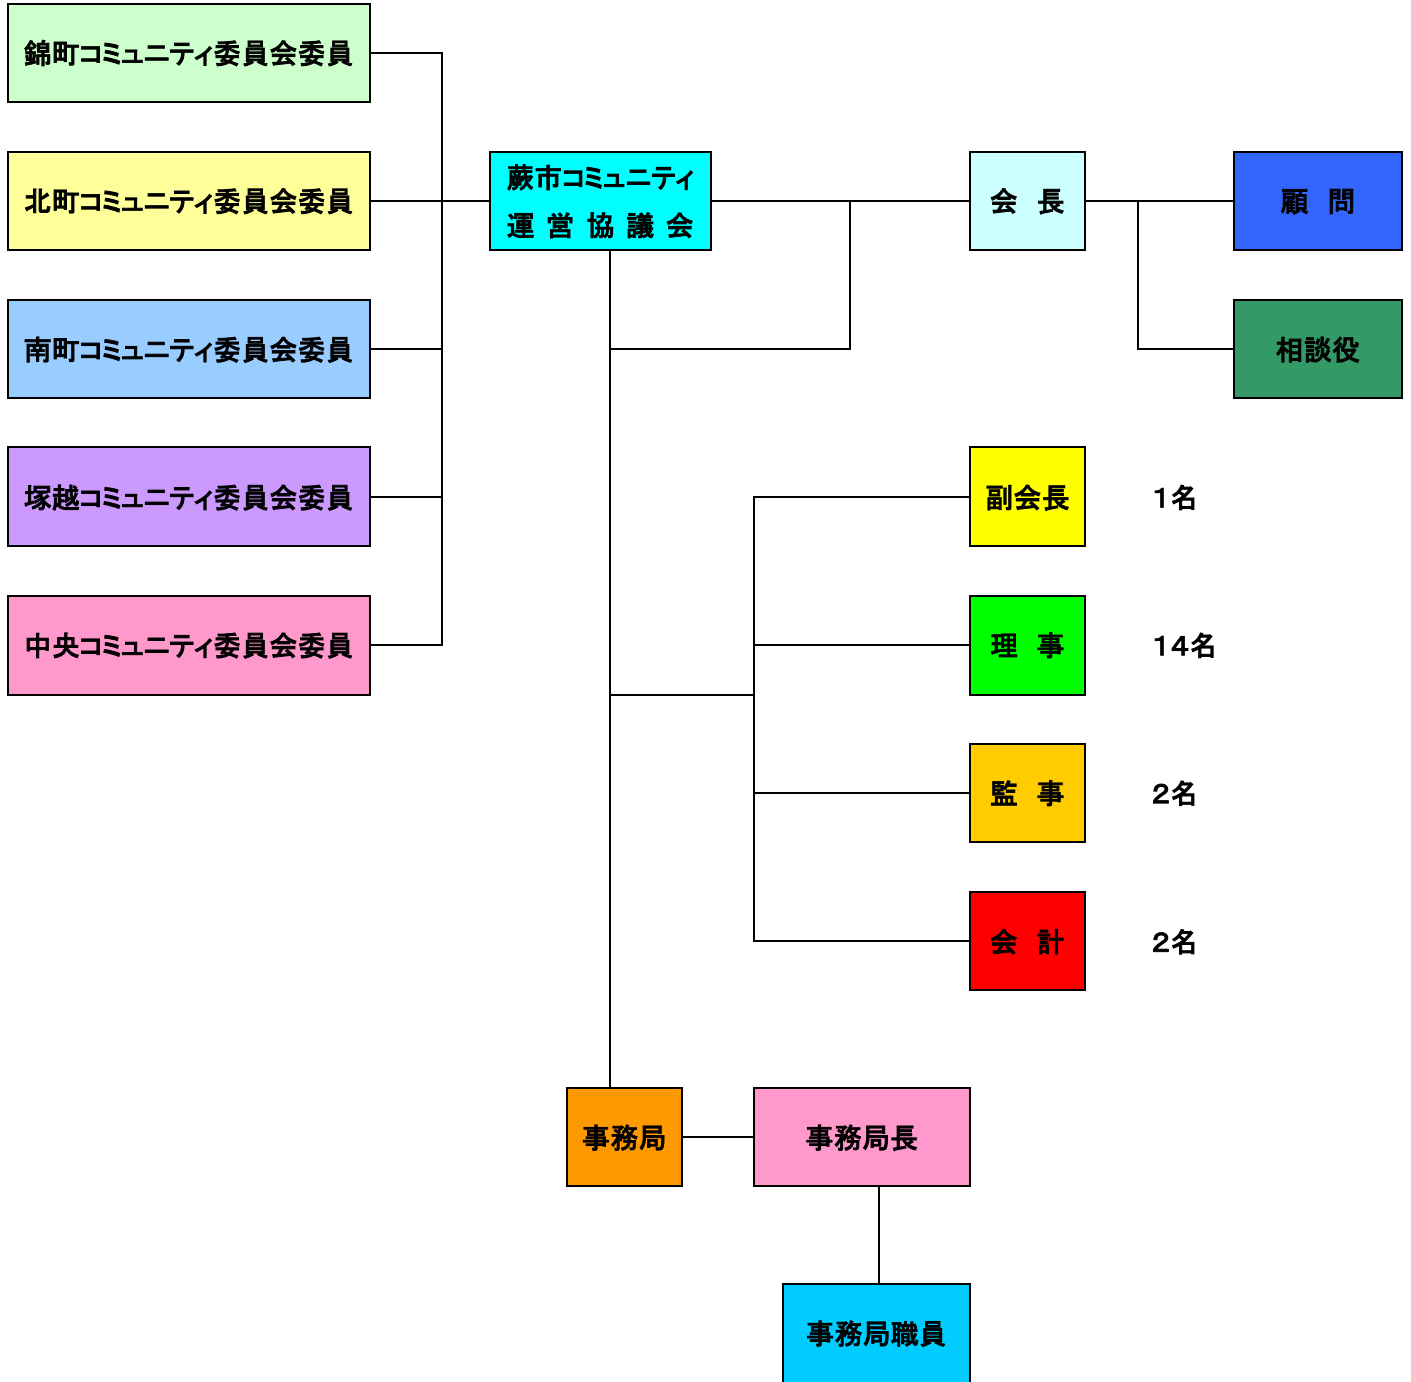 錦町コミュニティ委員会委員
北町コミュニティ委員会委員
蕨市コミュニティ
運営協議会
会　長
顧　問
南町コミュニティ委員会委員
相談役
塚越コミュニティ委員会委員
副会長
1名
中央コミュニティ委員会委員
理　事
14名
監　事
2名
会　計
2名
事務局
事務局長
事務局職員